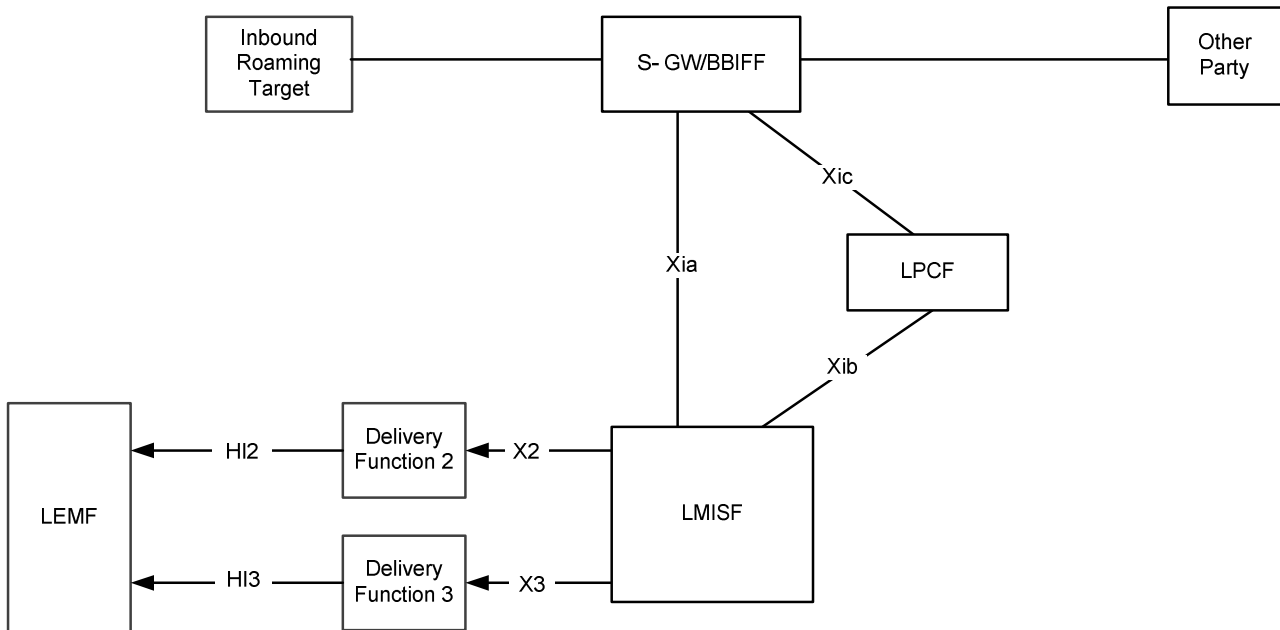 Inbound
Roaming
Target
S- GW/BBIFF
Other
Party
Xic
Xia
LPCF
Xib
LEMF
HI2
Delivery
Function 2
X2
LMISF
HI3
Delivery
Function 3
X3